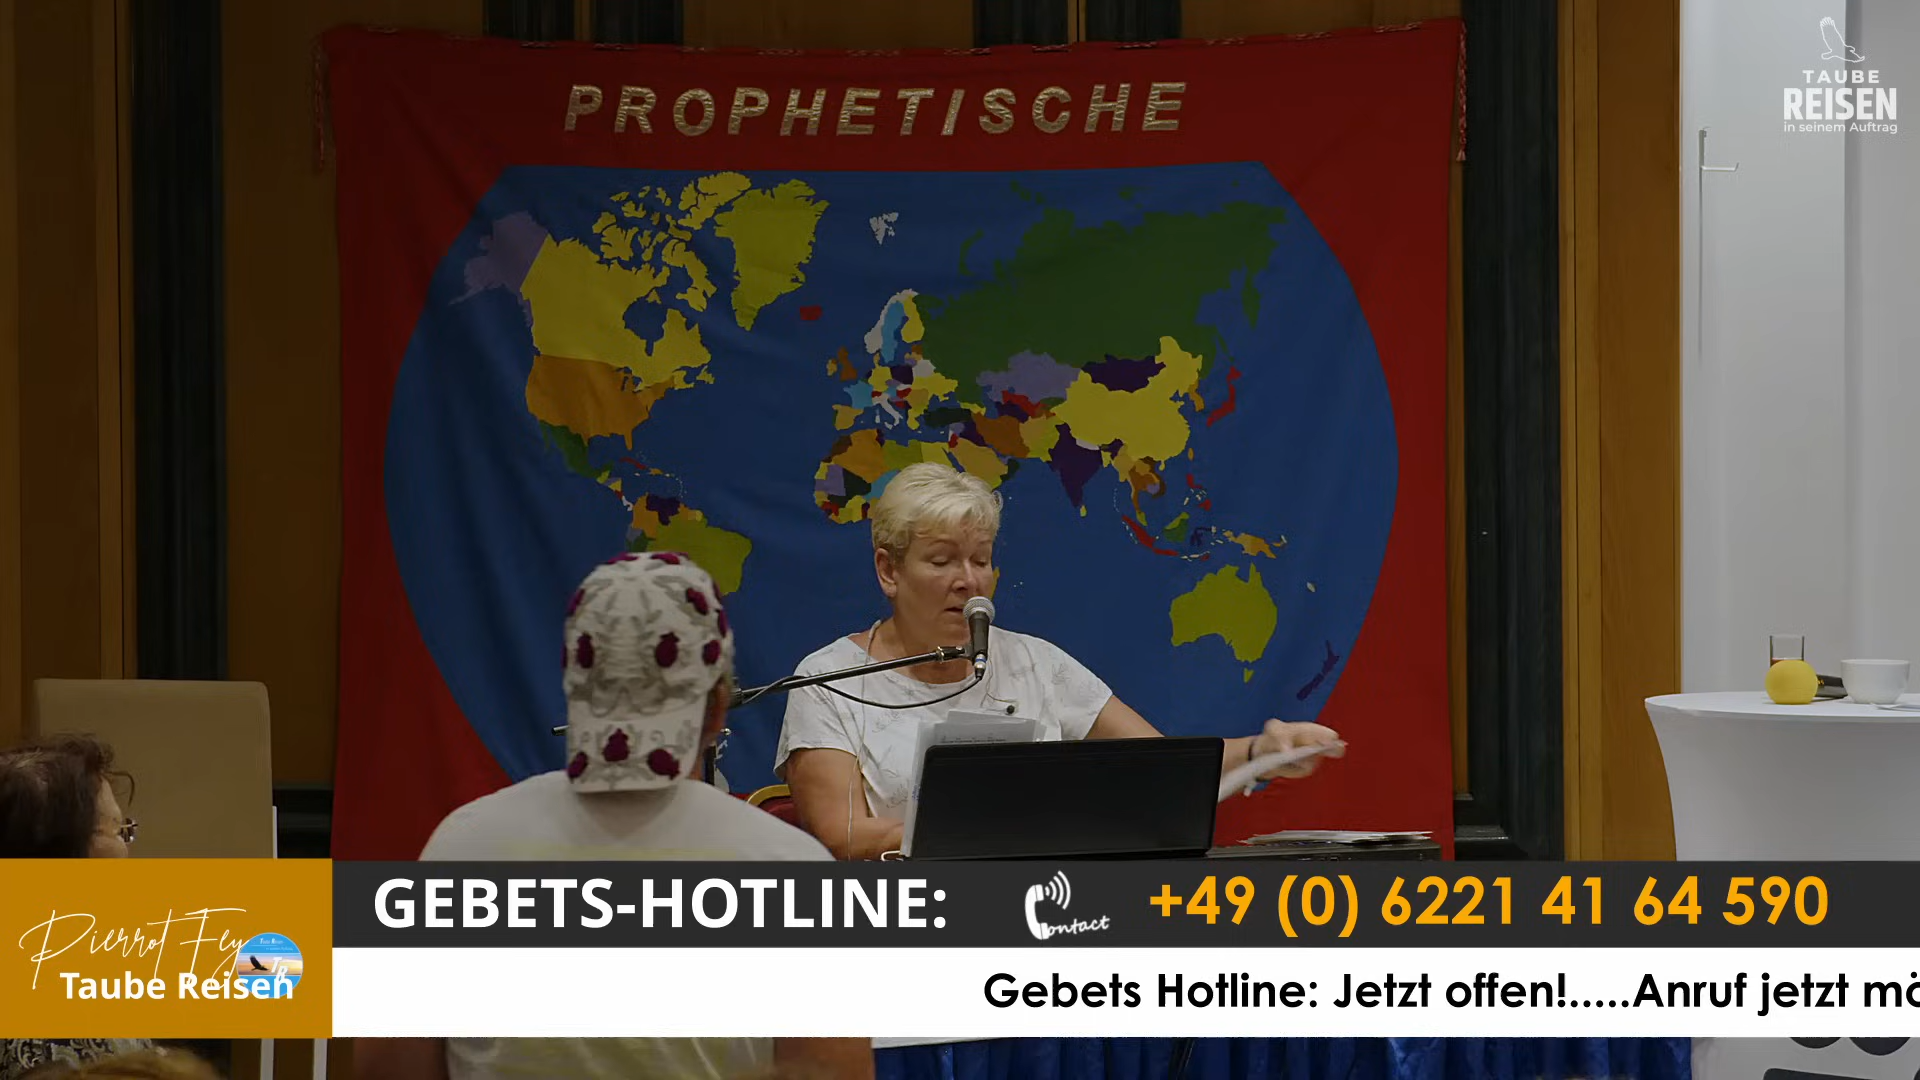 PROPHETISCHE
TAUBE
REISEN
in seinem Auftrag
GEBETS-HOTLINE:
Contact
+49 (0) 6221 41 64 590
Pierrot Fey
Taube Reisen
Gebets Hotline: Jetzt offen!.....Anruf jetzt mö